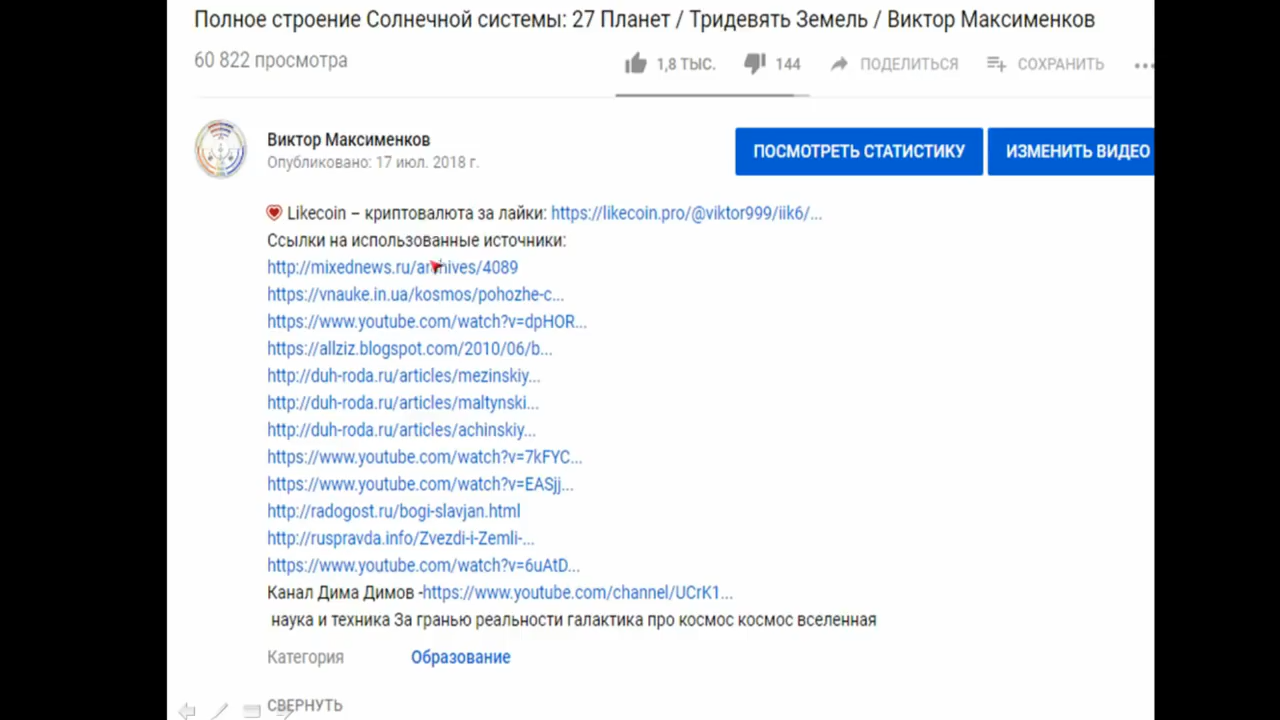 Полное строение Солнечной системы: 27 Планет / Тридевять Земель / Виктор Максименков
60 822 просмотра
1,8 ТЫС. 144 ПОДЕЛИТЬСЯ СОХРАНИТЬ
Виктор Максименков
Опубликовано: 17 июл. 2018 г.
ПОСМОТРЕТЬ СТАТИСТИКУ ИЗМЕНИТЬ ВИДЕО
Likecoin – криптовалюта за лайки: https://likecoin.pro/@viktor999/iik6/...
Ссылки на использованные источники:
http://mixednews.ru/archives/4089
https://vnauke.in.ua/kosmos/pohozhe-c...
https://www.youtube.com/watch?v=dpHOR...
https://allziz.blogspot.com/2010/06/b...
http://duh-roda.ru/articles/mezinskiy...
http://duh-roda.ru/articles/maltynski...
http://duh-roda.ru/articles/achinskiy...
https://www.youtube.com/watch?v=7kFYC...
https://www.youtube.com/watch?v=EASjj...
http://radogost.ru/bogi-slavjan.html
http://ruspravda.info/Zvezdi-i-Zemli-...
https://www.youtube.com/watch?v=6uAtD...
Канал Дима Димов -https://www.youtube.com/channel/UCrK1...
наука и техника За гранью реальности галактика про космос космос вселенная
Категория Образование
СВЕРНУТЬ